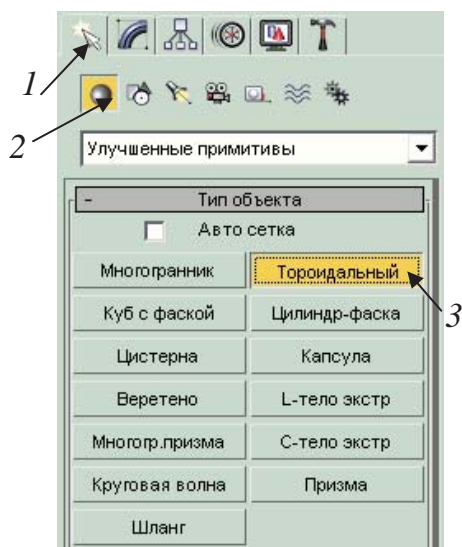 1
2
Улучшенные примитивы
- Тип объекта
Авто сетка
Многогранник Тороидальный
3
Куб с фаской Цилиндр-фаска
Цистерна Капсула
Веретено L-тело экстр
Многогр.призма C-тело экстр
Круговая волна Призма
Шланг